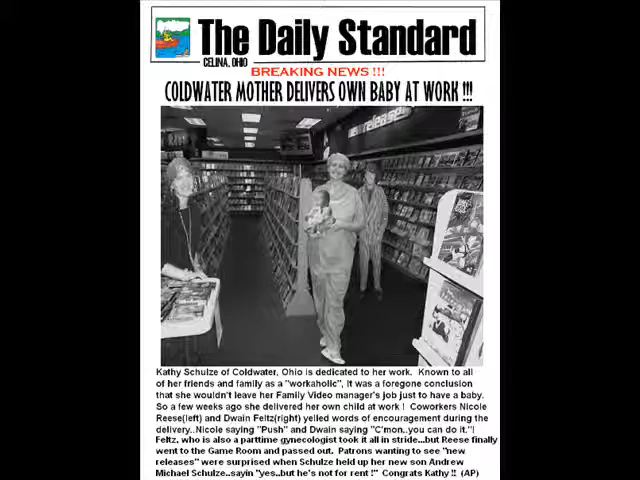 The Daily Standard
CELINA, OHIO
BREAKING NEWS !!!
COLDWATER MOTHER DELIVERS OWN BABY AT WORK !!!
new releases
Kathy Schulze of Coldwater, Ohio is dedicated to her work. Known to all
of her friends and family as a "workaholic", it was a foregone conclusion
that she wouldn't leave her Family Video manager's job just to have a baby.
So a few weeks ago she delivered her own child at work ! Coworkers Nicole
Reese(left) and Dwain Feltz(right) yelled words of encouragement during the
delivery..Nicole saying "Push" and Dwain saying "C'mon..you can do it."!
Feltz, who is also a parttime gynecologist took it all in stride...but Reese finally
went to the Game Room and passed out. Patrons wanting to see "new
releases" were surprised when Schulze held up her new son Andrew
Michael Schulze..sayin "yes..but he's not for rent !" Congrats Kathy !! (AP)